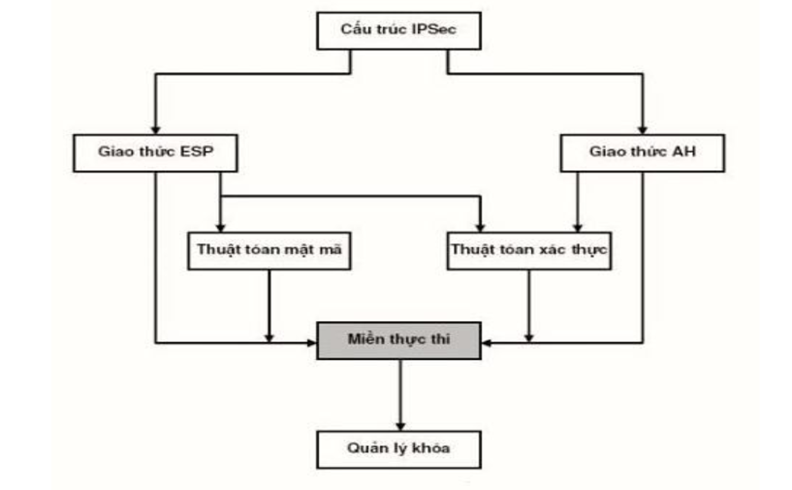 Cấu trúc IPSec
Giao thức ESP
Giao thức AH
Thuật tóan mật mã
Thuật tóan xác thực
Miền thực thi
Quản lý khóa